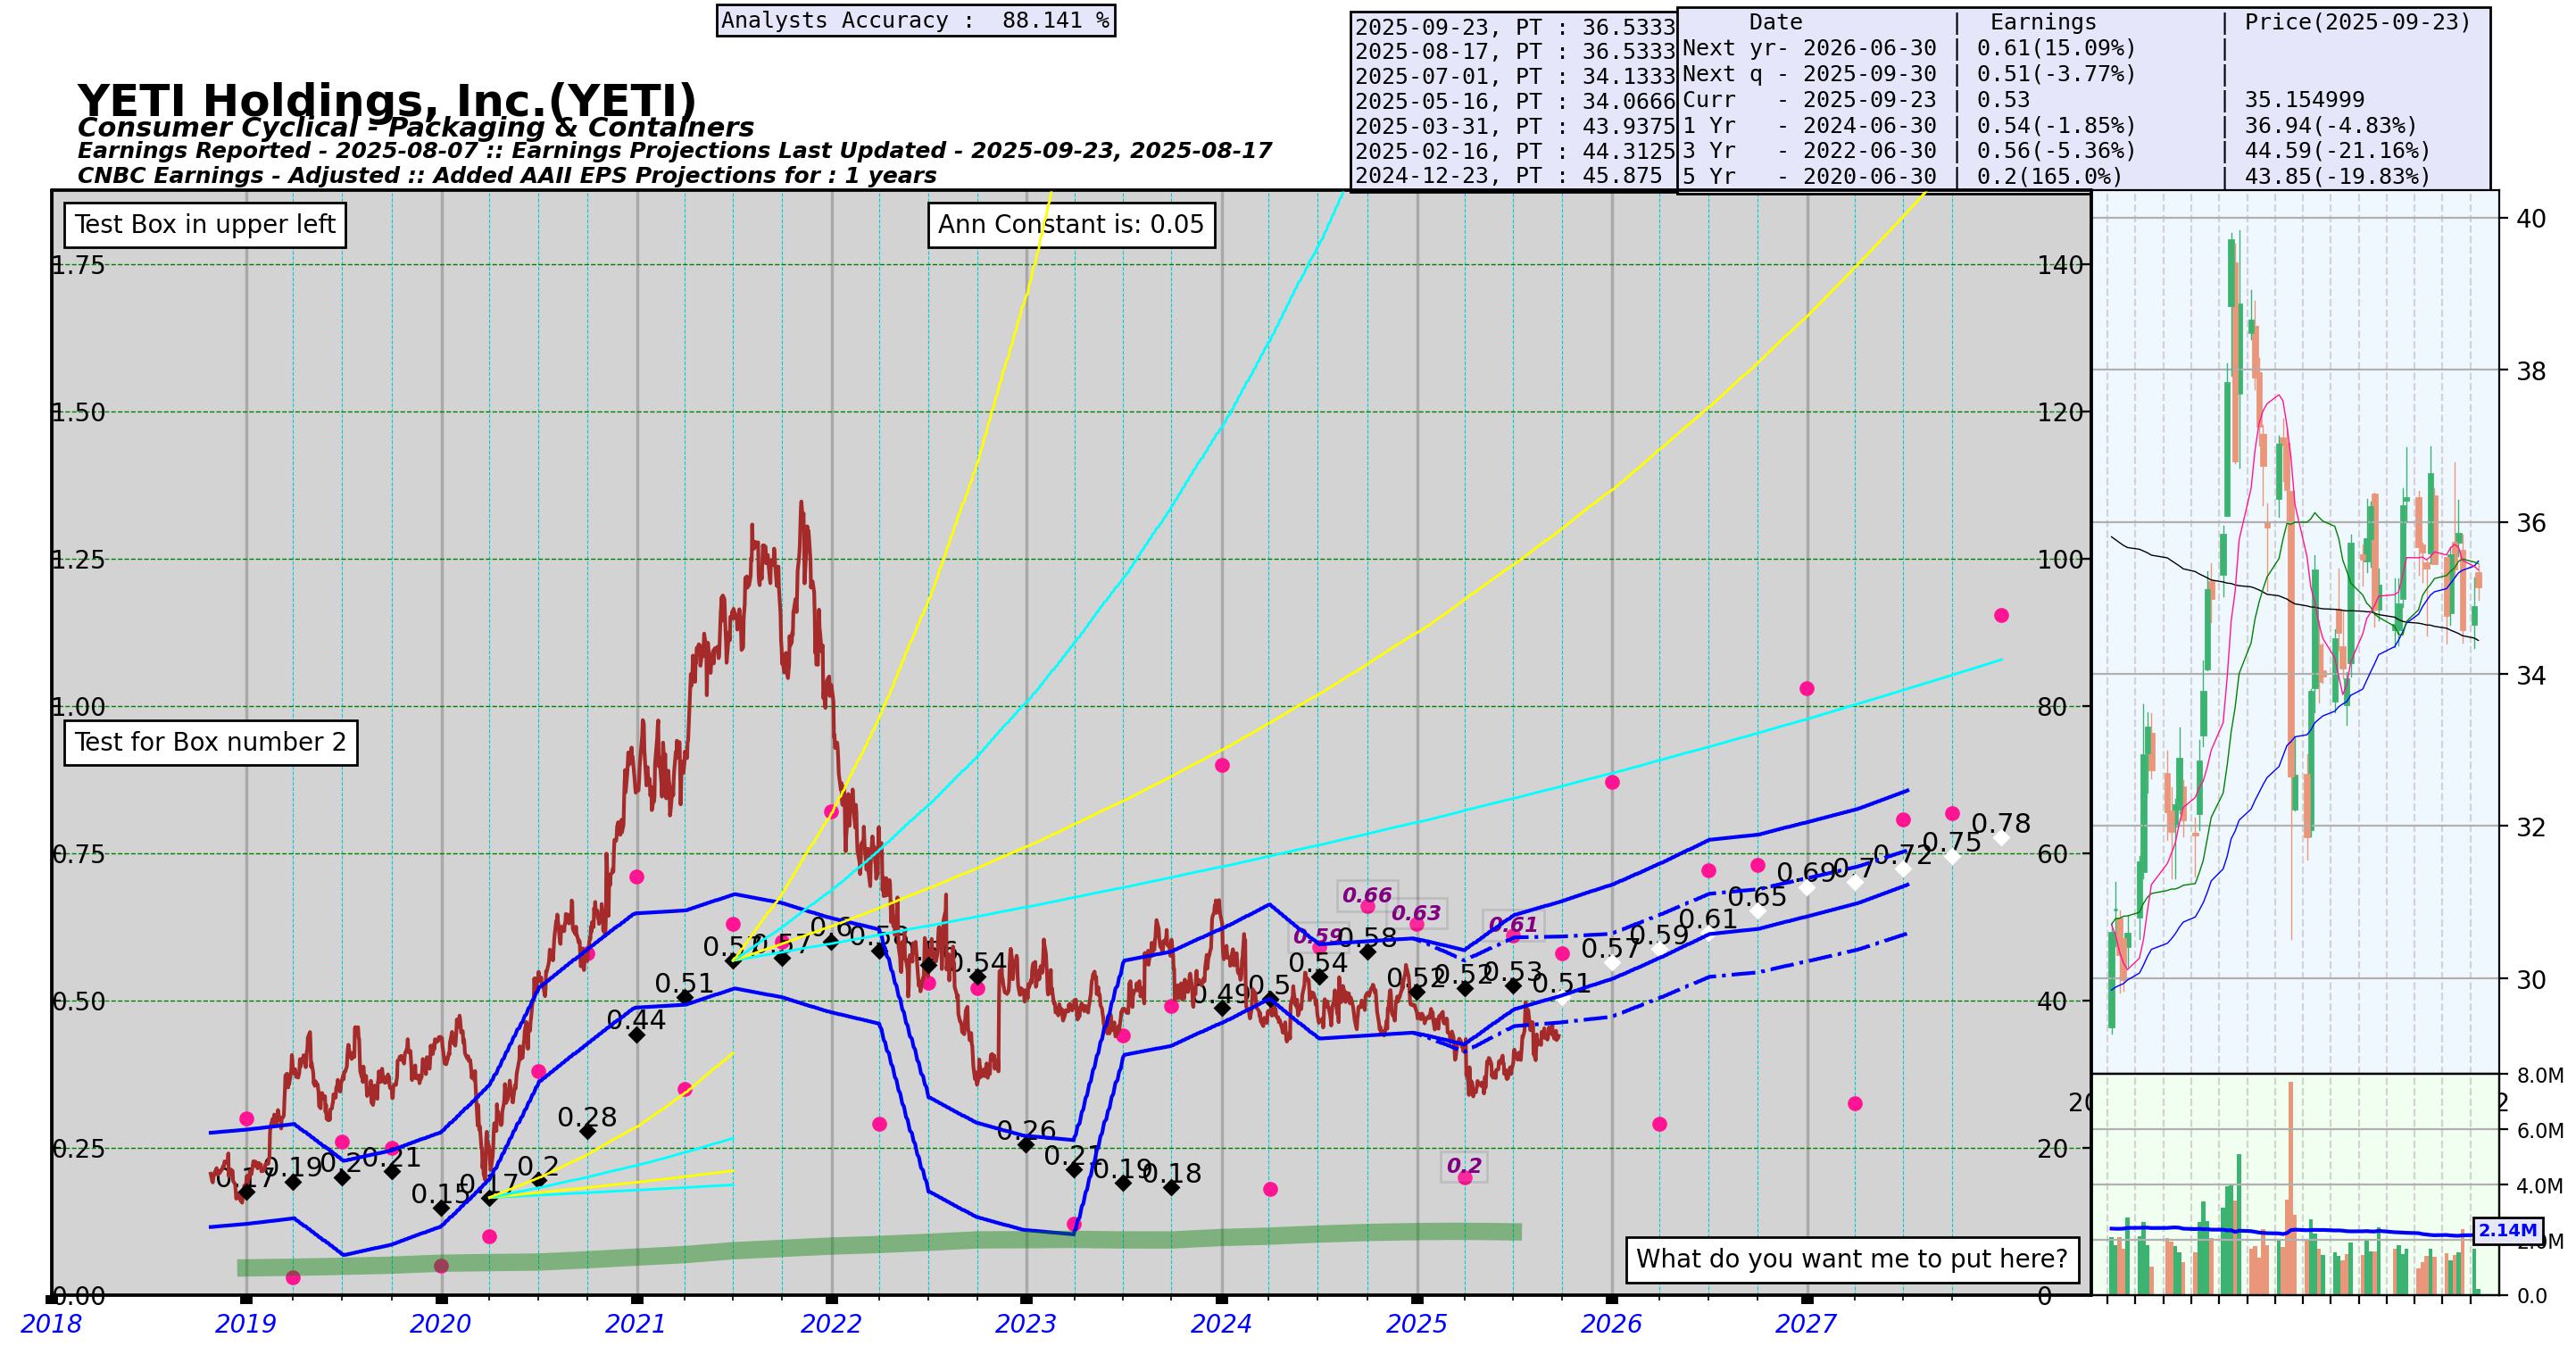 Analysts Accuracy :  88.141 %
YETI Holdings, Inc.(YETI)
Consumer Cyclical - Packaging & Containers
Earnings Reported - 2025-08-07 :: Earnings Projections Last Updated - 2025-09-23, 2025-08-17
CNBC Earnings - Adjusted :: Added AAII EPS Projections for : 1 years
2025-09-23, PT : 36.5333
2025-08-17, PT : 36.5333
2025-07-01, PT : 34.1333
2025-05-16, PT : 34.0666
2025-03-31, PT : 43.9375
2025-02-16, PT : 44.3125
2024-12-23, PT : 45.875
Date | Earnings | Price(2025-09-23)
Next yr- 2026-06-30 | 0.61(15.09%) |
Next q - 2025-09-30 | 0.51(-3.77%) |
Curr - 2025-09-23 | 0.53 | 35.154999
1 Yr - 2024-06-30 | 0.54(-1.85%) | 36.94(-4.83%)
3 Yr - 2022-06-30 | 0.56(-5.36%) | 44.59(-21.16%)
5 Yr - 2020-06-30 | 0.2(165.0%) | 43.85(-19.83%)
Test Box in upper left
Ann Constant is: 0.05
Test for Box number 2
What do you want me to put here?
1.75
1.50
1.25
1.00
0.75
0.50
0.25
0.00
140
120
100
80
60
40
20
0
0.17 0.19 0.2 0.21 0.15 0.17 0.2 0.28 0.44 0.51 0.57 0.6 0.54 0.26 0.21 0.19 0.18 0.49 0.5 0.54 0.58 0.52 0.52 0.53 0.51 0.57 0.59 0.61 0.65 0.69 0.7 0.72 0.75 0.78
0.59 0.66 0.63 0.2 0.61
2018 2019 2020 2021 2022 2023 2024 2025 2026 2027
40
38
36
34
32
30
8.0M
6.0M
4.0M
2.14M
0.0